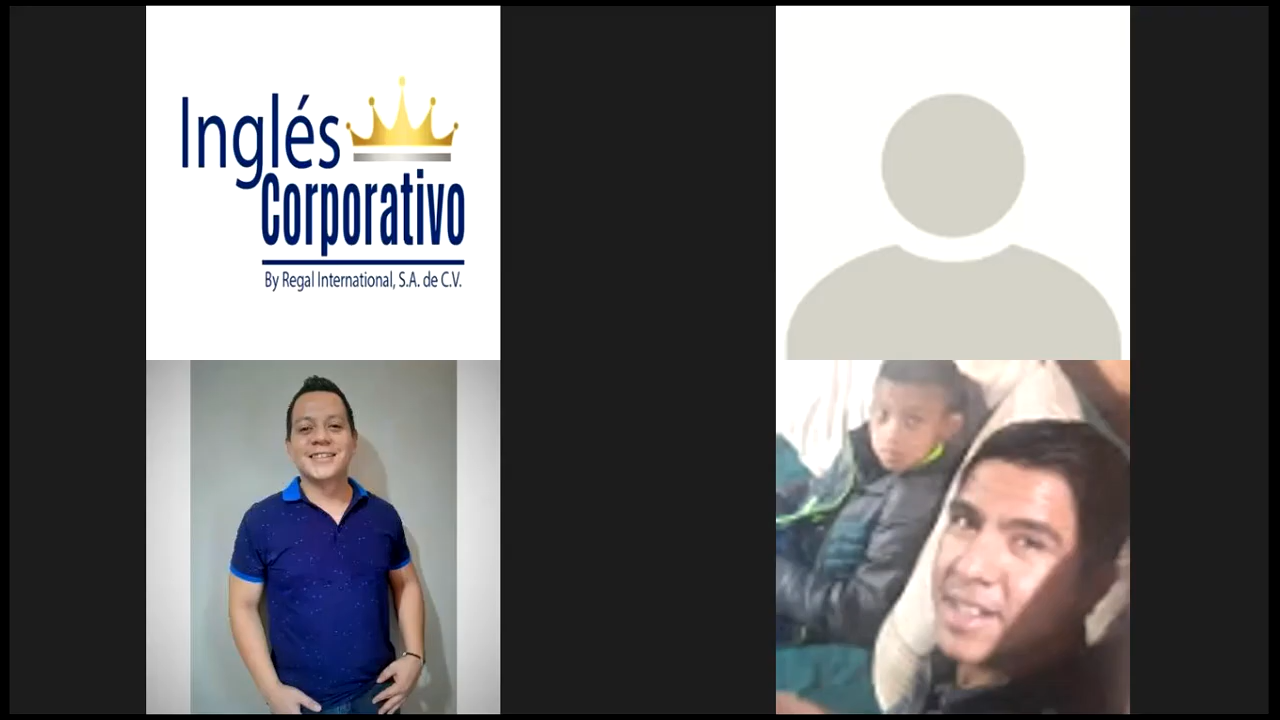 Inglés
Corporativo
By Regal International, S.A. de C.V.